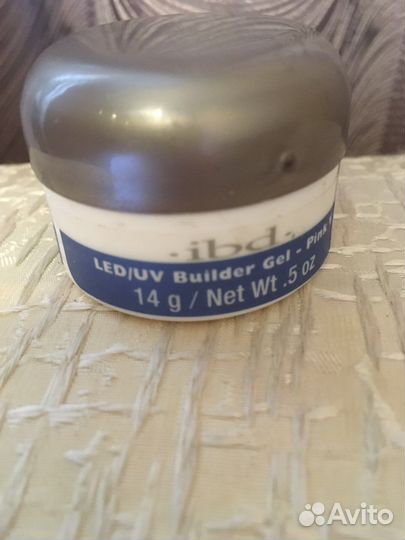 ibd.
LED/UV Builder Gel - Pink
14 g / Net Wt .5 oz
Avito